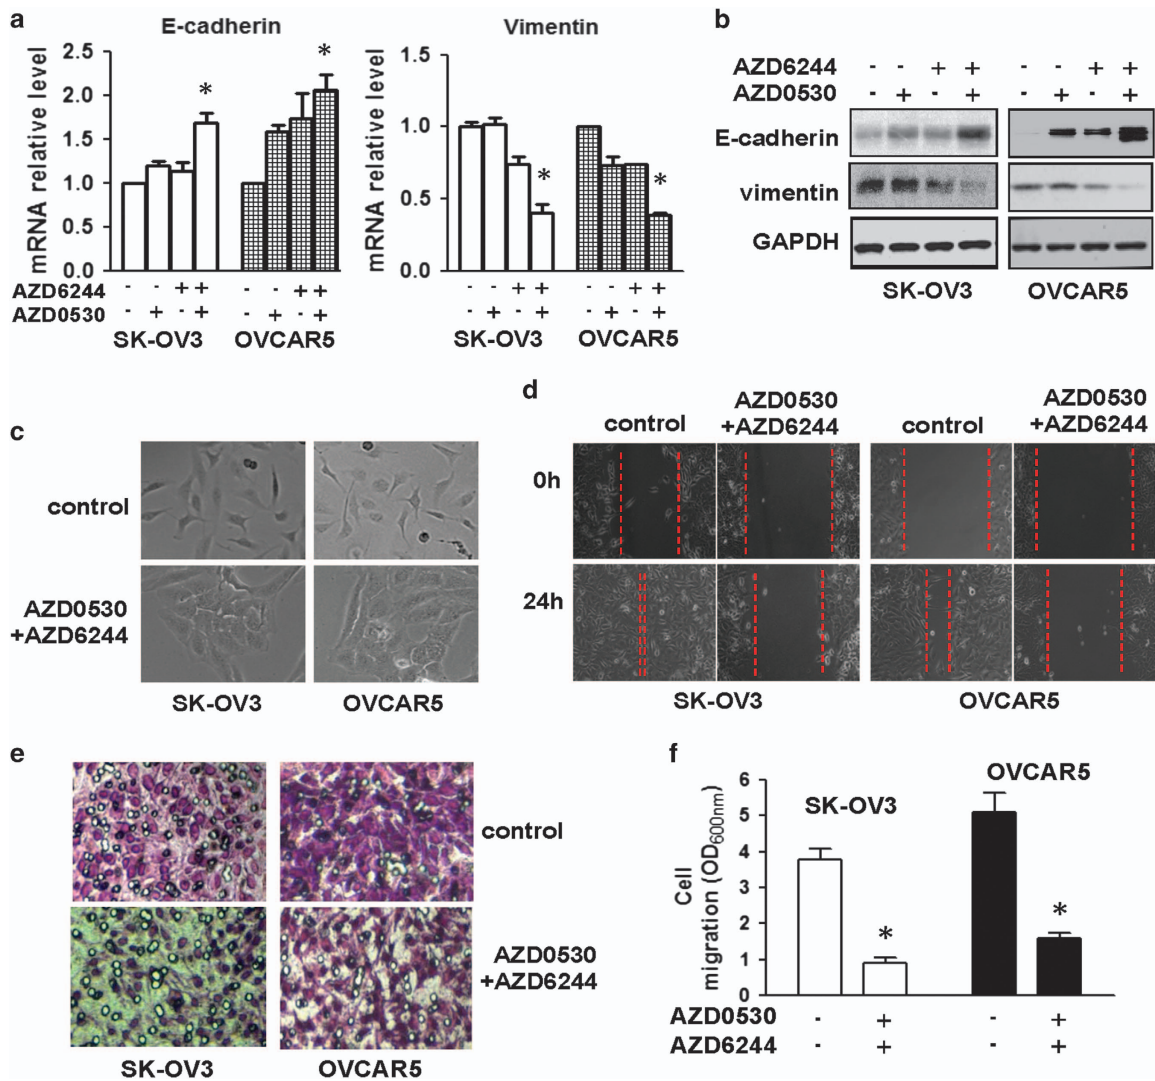 a
E-cadherin
mRNA relative level
2.5
2.0
1.5
1.0
0.5
0.0
* *
AZD6244 - - + + - - + +
AZD0530 - + - + - + - +
SK-OV3 OVCAR5
Vimentin
mRNA relative level
1.5
1.0
0.5
0.0
* *
- - + + - - + +
- + - + - + - +
SK-OV3 OVCAR5
b
AZD6244 - - + + - - + +
AZD0530 - + - + - + - +
E-cadherin
vimentin
GAPDH
SK-OV3 OVCAR5
c
control
AZD0530
+AZD6244
SK-OV3 OVCAR5
d
control AZD0530
+AZD6244 control AZD0530
+AZD6244
0h
24h
SK-OV3 OVCAR5
e
control
AZD0530
+AZD6244
SK-OV3 OVCAR5
f
Cell
migration (OD600nm)
6
5
4
3
2
1
0
SK-OV3 OVCAR5
* *
AZD0530 - + - +
AZD6244 - + - +